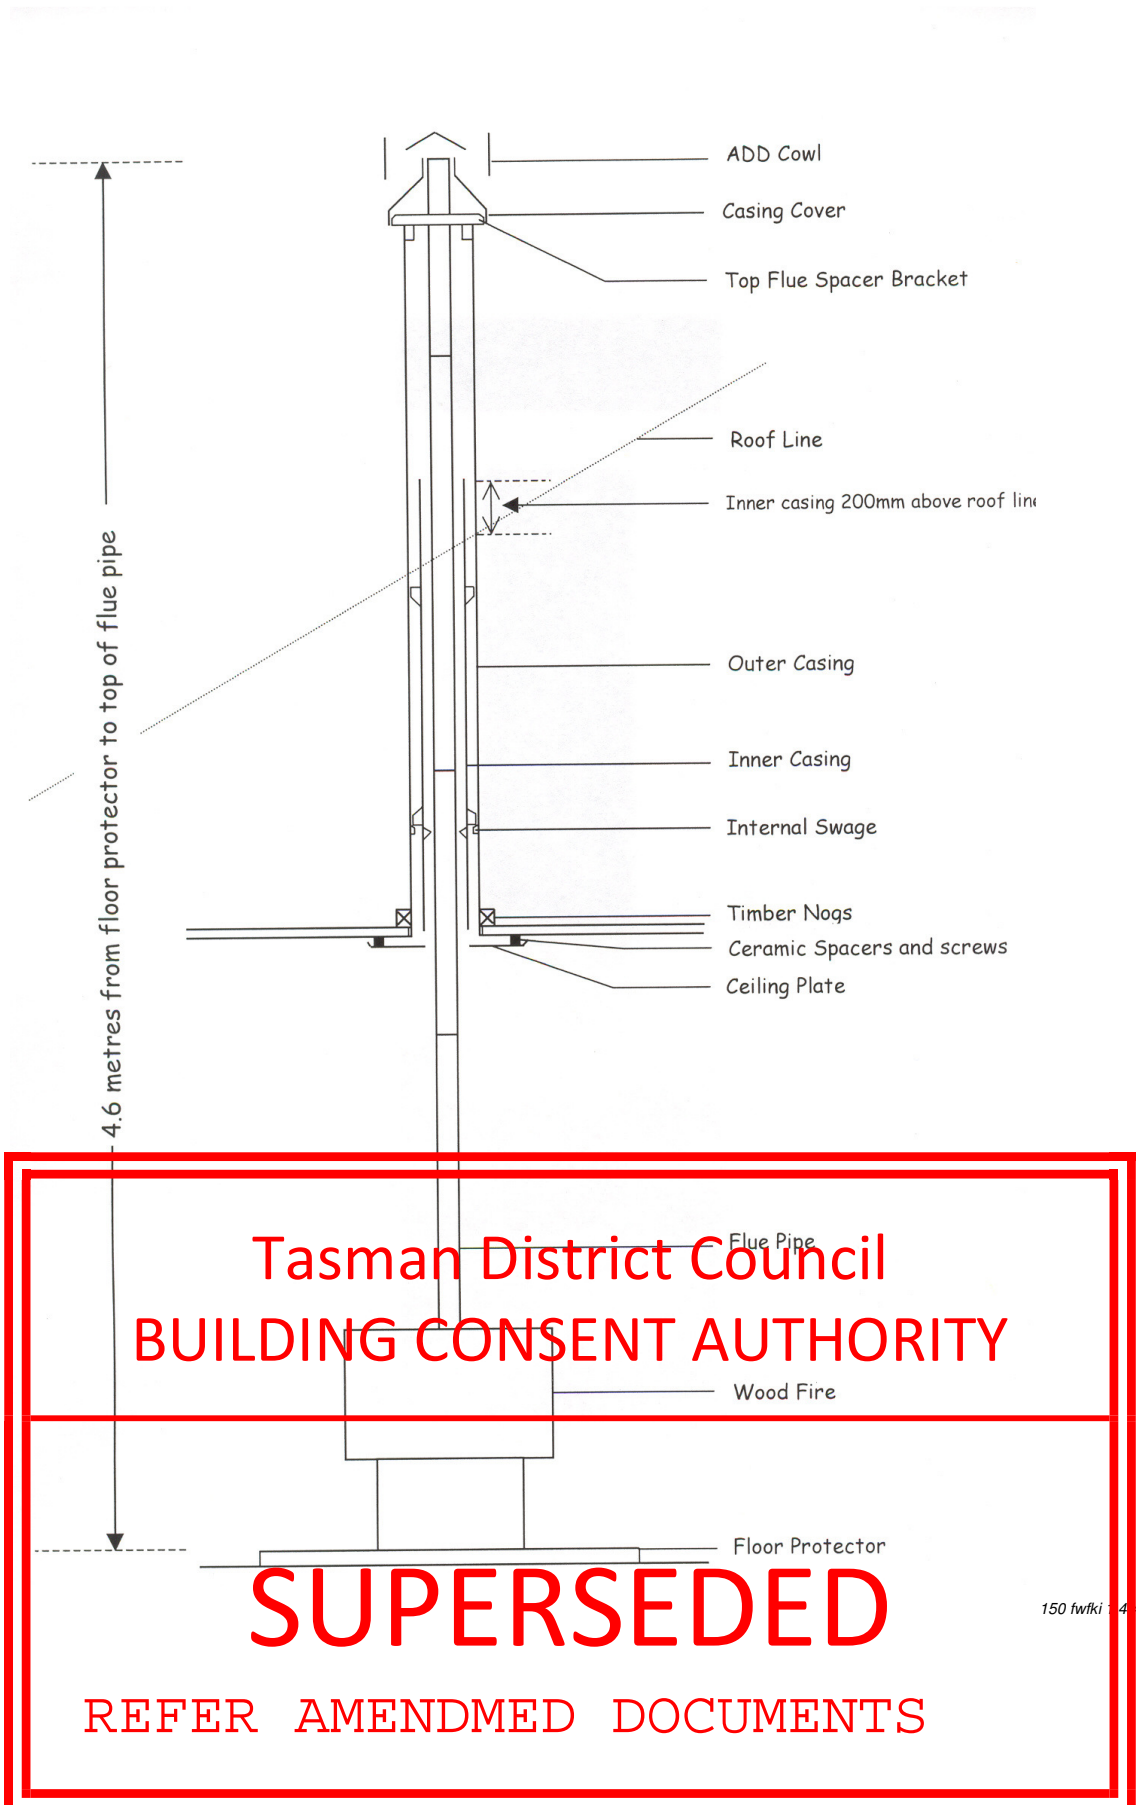 ADD Cowl
Casing Cover
Top Flue Spacer Bracket
Roof Line
Inner casing 200mm above roof line
4.6 metres from floor protector to top of flue pipe
Outer Casing
Inner Casing
Internal Swage
Timber Nogs
Ceramic Spacers and screws
Ceiling Plate
Flue Pipe
Tasman District Council
BUILDING CONSENT AUTHORITY
Wood Fire
Floor Protector
SUPERSEDED
150 fwfki
REFER AMENDMED DOCUMENTS